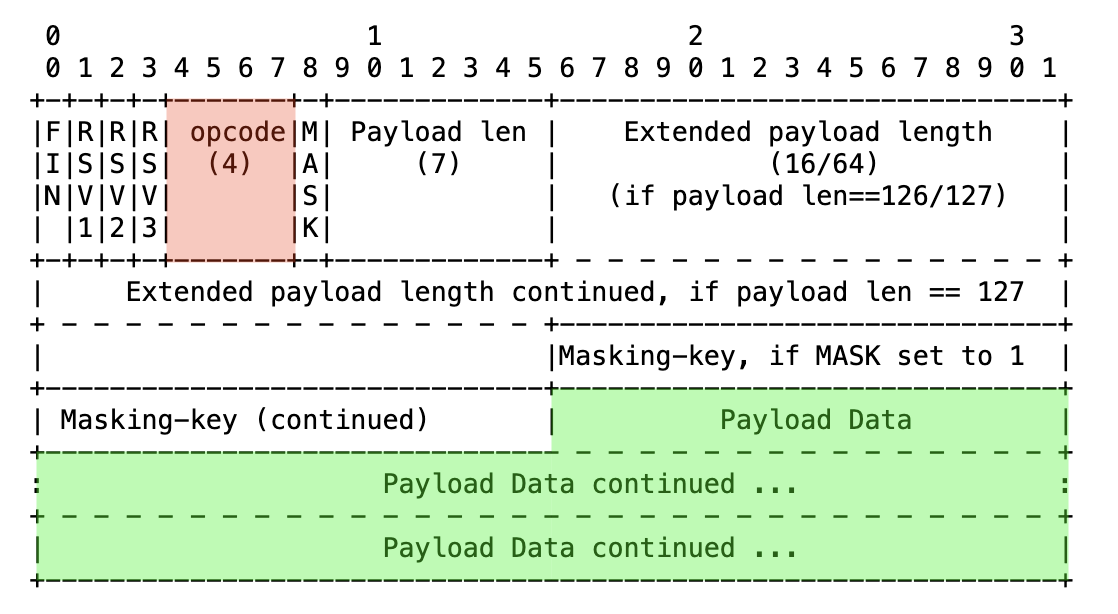 0                   1                   2                   3
 0 1 2 3 4 5 6 7 8 9 0 1 2 3 4 5 6 7 8 9 0 1 2 3 4 5 6 7 8 9 0 1
+-+-+-+-+-------+-+-------------+-------------------------------+
|F|R|R|R| opcode|M| Payload len |    Extended payload length    |
|I|S|S|S|  (4)  |A|     (7)     |             (16/64)           |
|N|V|V|V|       |S|             |   (if payload len==126/127)   |
| |1|2|3|       |K|             |                               |
+-+-+-+-+-------+-+-------------+ - - - - - - - - - - - - - - - +
|     Extended payload length continued, if payload len == 127  |
+ - - - - - - - - - - - - - - - +-------------------------------+
|                               |Masking-key, if MASK set to 1  |
+-------------------------------+-------------------------------+
| Masking-key (continued)       |          Payload Data         |
+-------------------------------- - - - - - - - - - - - - - - - +
:                     Payload Data continued ...                :
+ - - - - - - - - - - - - - - - - - - - - - - - - - - - - - - - +
|                     Payload Data continued ...                |
+---------------------------------------------------------------+